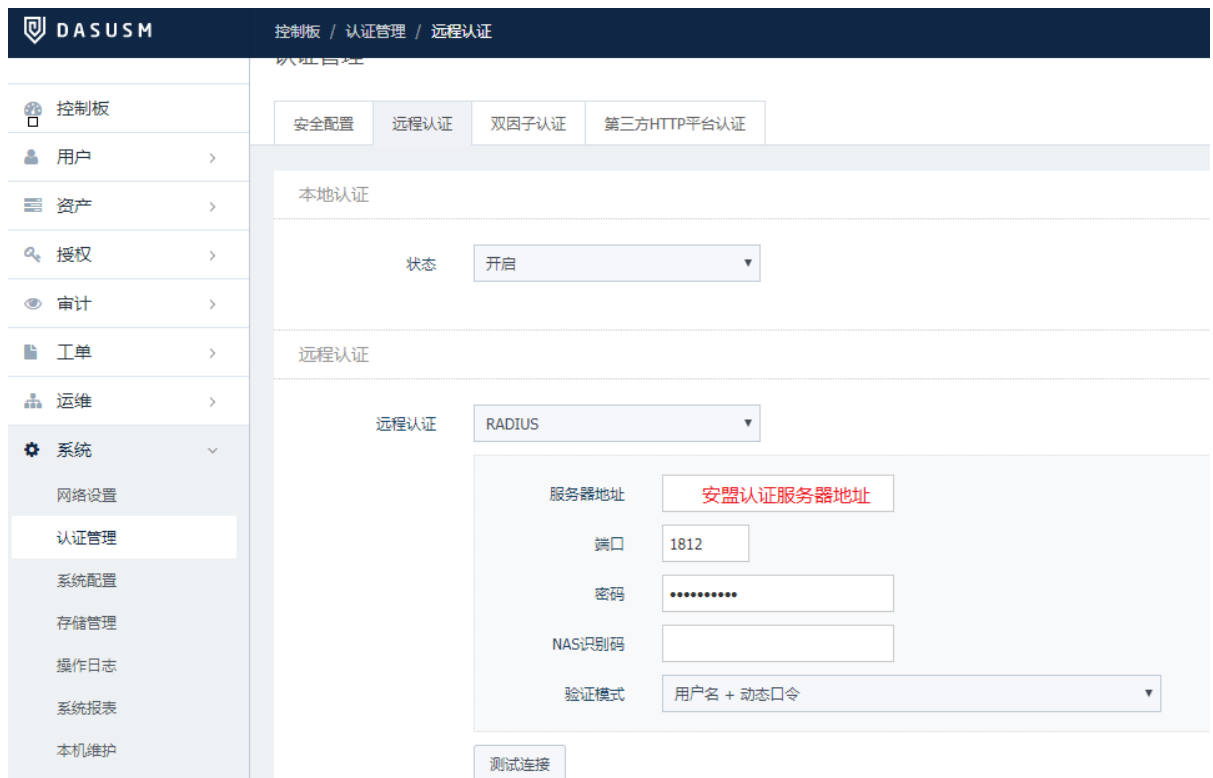 DASUSM
控制板 / 认证管理 / 远程认证
认证管理
控制板
用户
资产
授权
审计
工单
运维
系统
网络设置
认证管理
系统配置
存储管理
操作日志
系统报表
本机维护
安全配置 远程认证 双因子认证 第三方HTTP平台认证
本地认证
状态 开启
远程认证
远程认证 RADIUS
服务器地址 安盟认证服务器地址
端口 1812
密码 ••••••••••
NAS识别码
验证模式 用户名 + 动态口令
测试连接